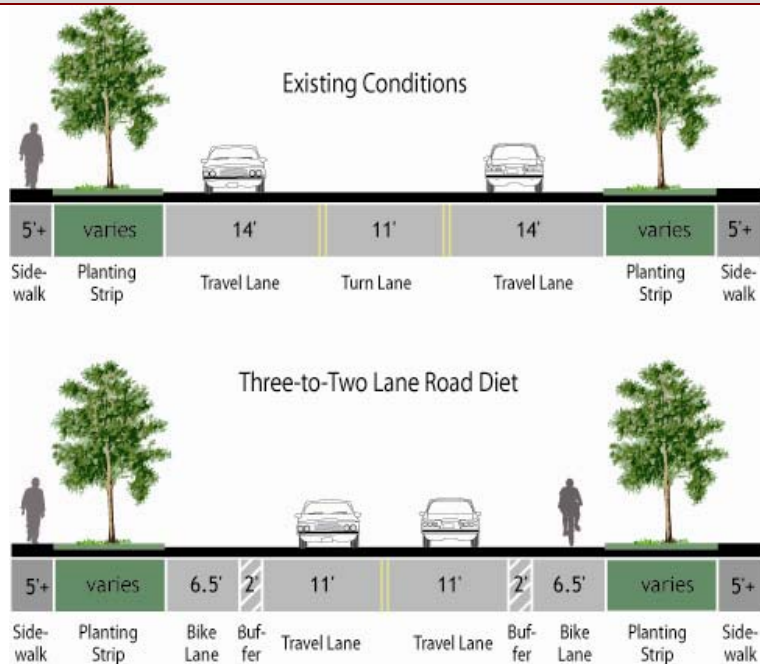 Existing Conditions
5'+ varies 14' 11' 14' varies 5'+
Side-walk Planting Strip Travel Lane Turn Lane Travel Lane Planting Strip Side-walk
Three-to-Two Lane Road Diet
5'+ varies 6.5' 2' 11' 11' 2' 6.5' varies 5'+
Side-walk Planting Strip Bike Lane Buf-fer Travel Lane Travel Lane Buf-fer Bike Lane Planting Strip Side-walk